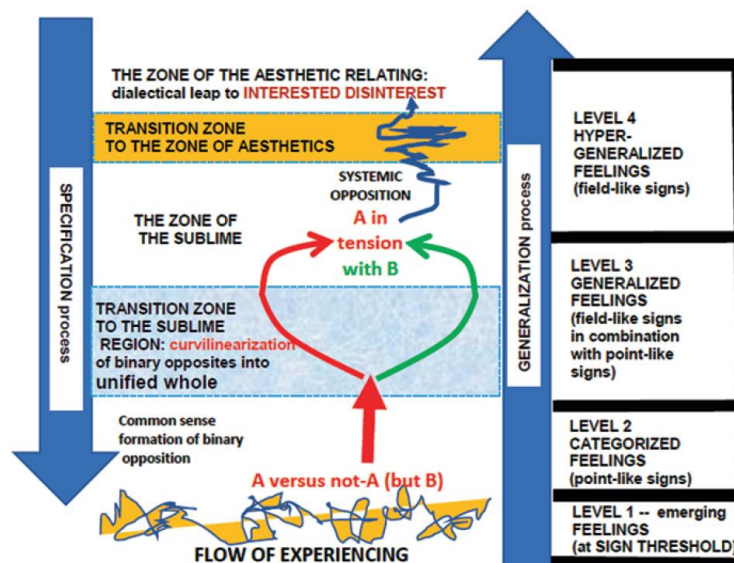 THE ZONE OF THE AESTHETIC RELATING:
dialectical leap to INTERESTED DISINTEREST
TRANSITION ZONE
TO THE ZONE OF AESTHETICS
SYSTEMIC
OPPOSITION
THE ZONE OF
THE SUBLIME
A in
tension
with B
TRANSITION ZONE
TO THE SUBLIME
REGION: curvilinearization
of binary opposites into
unified whole
Common sense
formation of binary
opposition
A versus not-A (but B)
FLOW OF EXPERIENCING
SPECIFICATION process
GENERALIZATION process
LEVEL 4
HYPER-
GENERALIZED
FEELINGS
(field-like signs)
LEVEL 3
GENERALIZED
FEELINGS
(field-like signs
in combination
with point-like
signs)
LEVEL 2
CATEGORIZED
FEELINGS
(point-like signs)
LEVEL 1 -- emerging
FEELINGS
(at SIGN THRESHOLD)